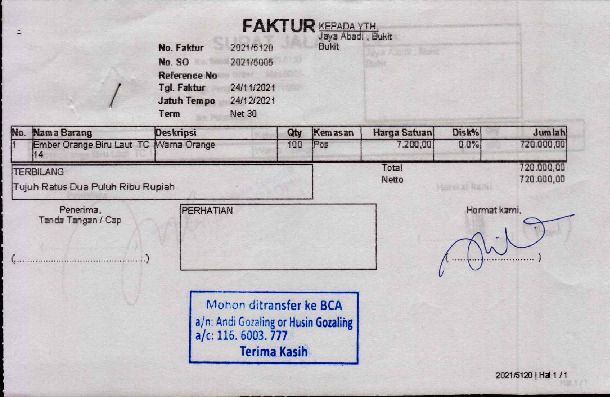 FAKTUR
KEPADA YTH,
Jaya Abadi , Bukit
Bukit
No. Faktur 2021/5120
No. SO 2021/5005
Reference No
Tgl. Faktur 24/11/2021
Jatuh Tempo 24/12/2021
Term Net 30
No. Nama Barang Deskripsi Qty Kemasan Harga Satuan Disk% Jumlah
1 Ember Orange Biru Laut TC Warna Orange 100 Pcs 7.200,00 0.0% 720.000,00
14
TERBILANG
Tujuh Ratus Dua Puluh Ribu Rupiah
Total 720.000,00
Netto 720.000,00
Penerima,
Tanda Tangan / Cap
(..............................)
PERHATIAN
Hormat kami,
(..............................)
Mohon ditransfer ke BCA
a/n: Andi Gozaling or Husin Gozaling
a/c: 116. 6003. 777
Terima Kasih
2021/5120 | Hal 1 / 1